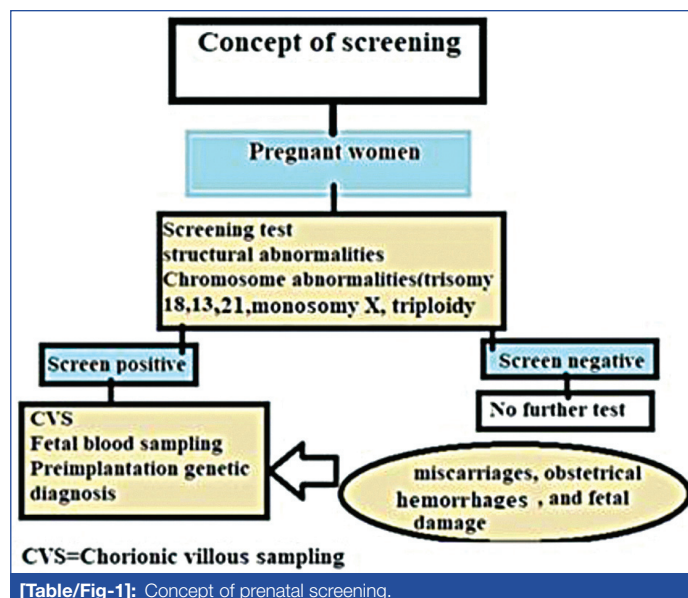 Concept of screening
Pregnant women
Screening test
structural abnormalities
Chromosome abnormalities(trisomy
18,13,21,monosomy X, triploidy
Screen positive
Screen negative
CVS
Fetal blood sampling
Preimplantation genetic
diagnosis
No further test
miscarriages, obstetrical
hemorrhages , and fetal
damage
CVS=Chorionic villous sampling
[Table/Fig-1]: Concept of prenatal screening.